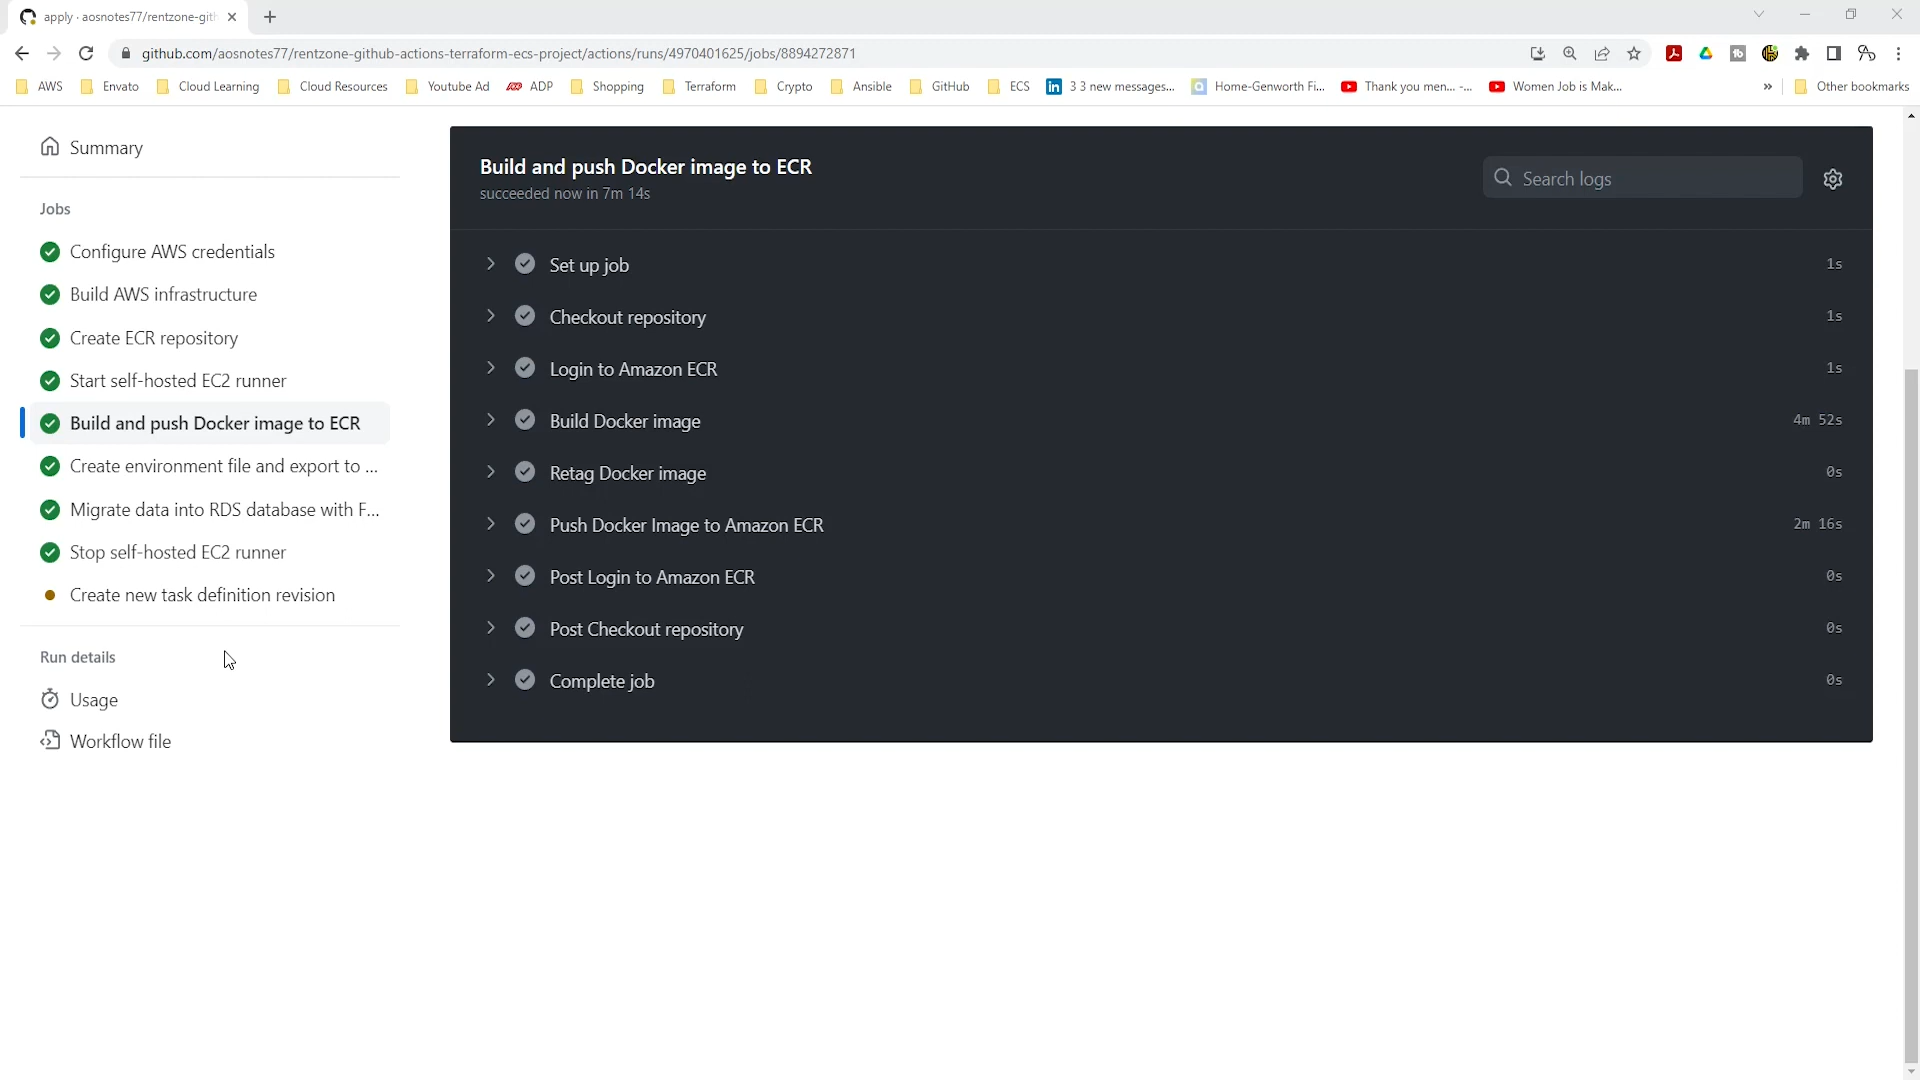 apply · aosnotes77/rentzone-gith
github.com/aosnotes77/rentzone-github-actions-terraform-ecs-project/actions/runs/4970401625/jobs/8894272871
AWS Envato Cloud Learning Cloud Resources Youtube Ad ADP Shopping Terraform Crypto Ansible GitHub ECS 3 3 new messages... Home-Genworth Fi... Thank you men... -... Women Job is Mak... » Other bookmarks
Summary
Jobs
Configure AWS credentials
Build AWS infrastructure
Create ECR repository
Start self-hosted EC2 runner
Build and push Docker image to ECR
Create environment file and export to ...
Migrate data into RDS database with F...
Stop self-hosted EC2 runner
Create new task definition revision
Run details
Usage
Workflow file
Build and push Docker image to ECR
succeeded now in 7m 14s
Search logs
Set up job 1s
Checkout repository 1s
Login to Amazon ECR 1s
Build Docker image 4m 52s
Retag Docker image 0s
Push Docker Image to Amazon ECR 2m 16s
Post Login to Amazon ECR 0s
Post Checkout repository 0s
Complete job 0s